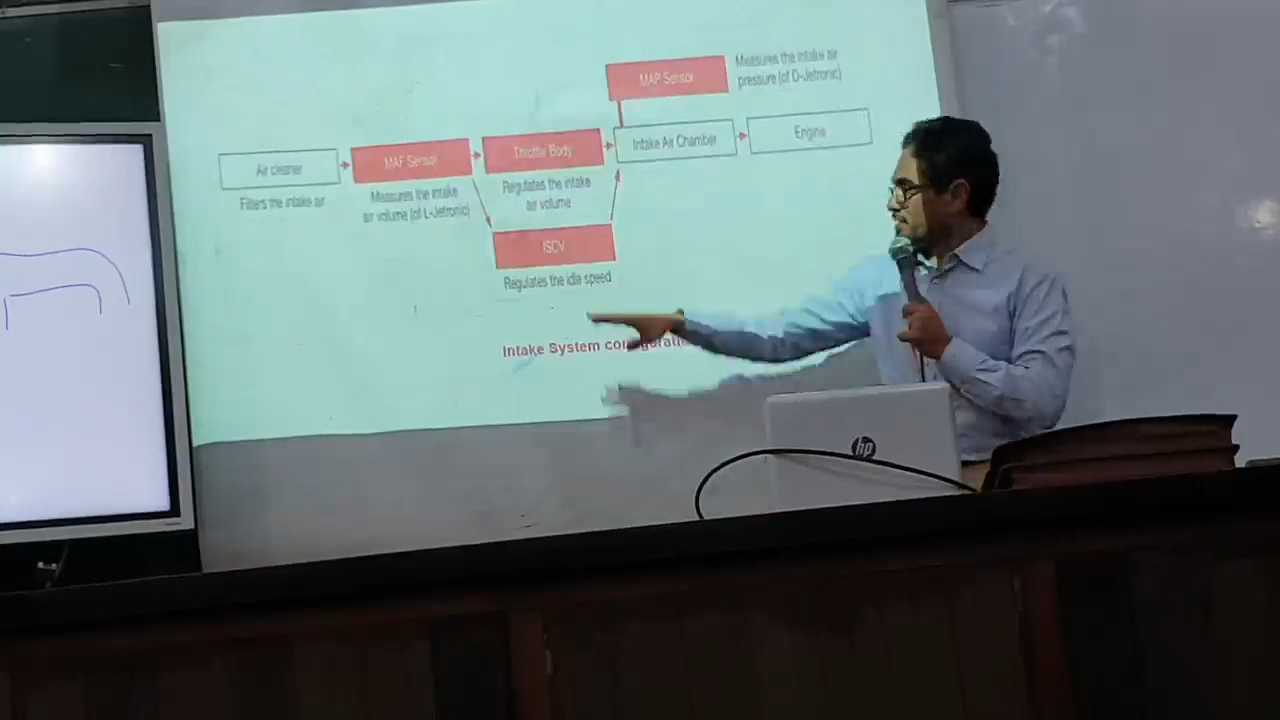 MAP Sensor
Measures the intake air
pressure (of D-Jetronic)
Air cleaner
MAF Sensor
Throttle Body
Intake Air Chamber
Engine
Filters the intake air
Measures the intake
air volume (of L-Jetronic)
Regulates the intake
air volume
ISCV
Regulates the idle speed
Intake System
hp